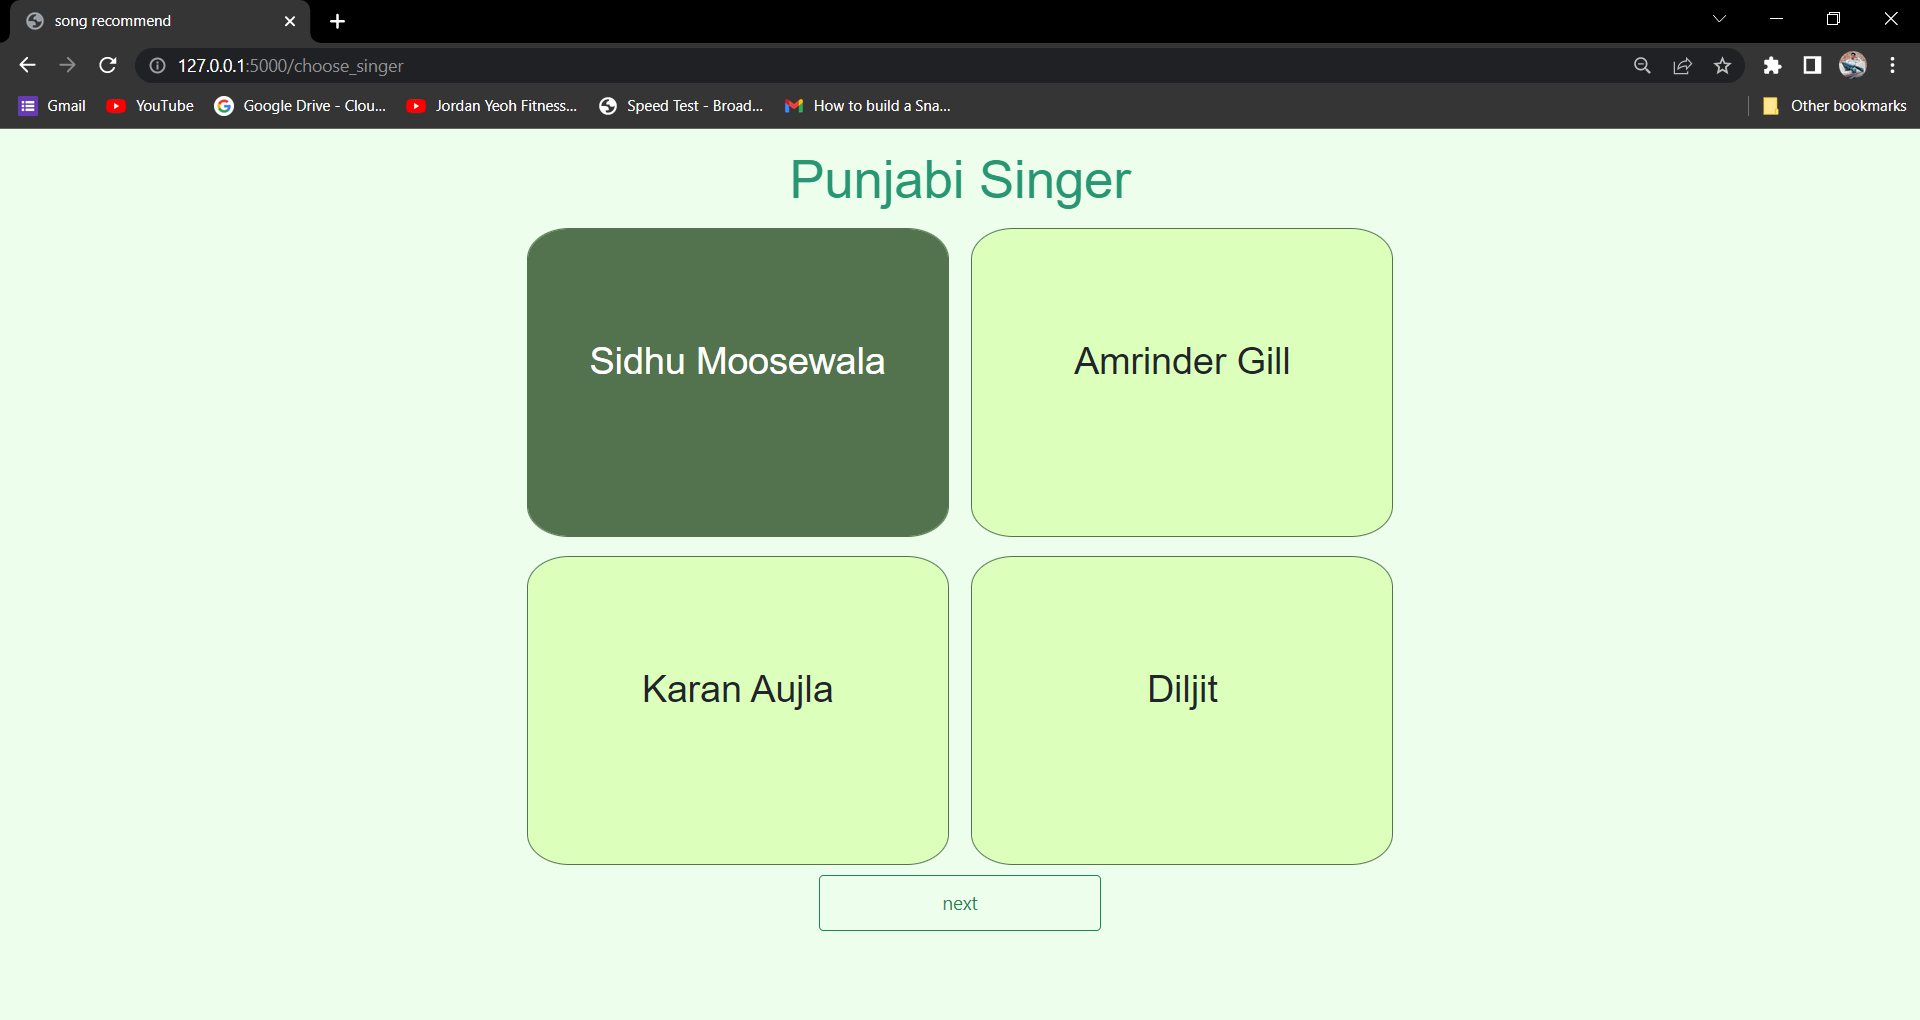 song recommend
127.0.0.1:5000/choose_singer
Gmail YouTube Google Drive - Clou... Jordan Yeoh Fitness... Speed Test - Broad... How to build a Sna... Other bookmarks
Punjabi Singer
Sidhu Moosewala Amrinder Gill
Karan Aujla Diljit
next